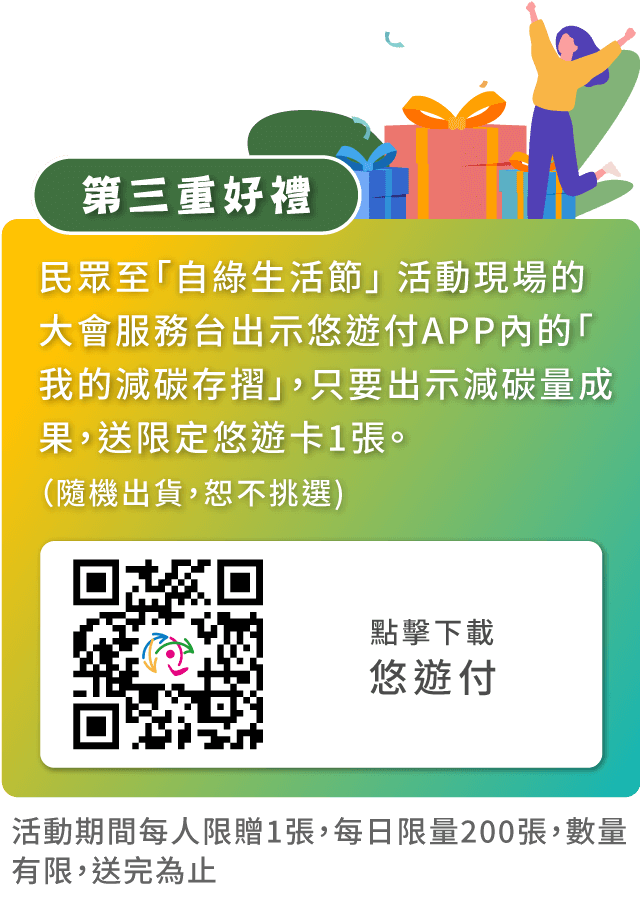 第三重好禮
民眾至「自綠生活節」活動現場的
大會服務台出示悠遊付APP內的「
我的減碳存摺」，只要出示減碳量成
果，送限定悠遊卡1張。
（隨機出貨，恕不挑選)
點擊下載
悠遊付
活動期間每人限贈1張，每日限量200張，數量
有限，送完為止